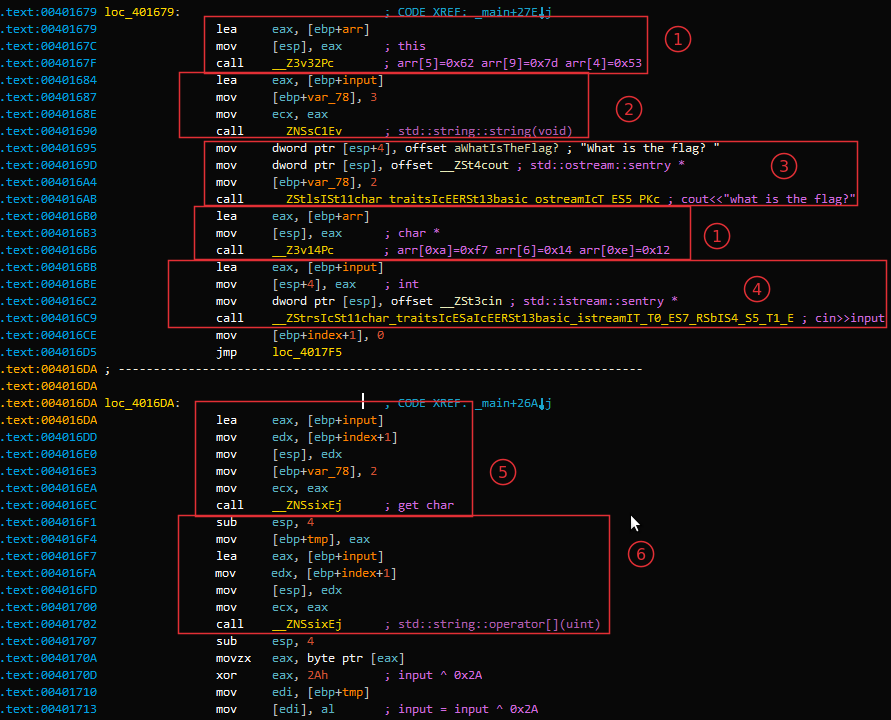 .text:00401679 loc_401679: ; CODE XREF: _main+27E↓j
.text:00401679 lea eax, [ebp+arr]
.text:0040167C mov [esp], eax ; this
.text:0040167F call __Z3v32Pc ; arr[5]=0x62 arr[9]=0x7d arr[4]=0x53
1
.text:00401684 lea eax, [ebp+input]
.text:00401687 mov [ebp+var_78], 3
.text:0040168E mov ecx, eax
.text:00401690 call __ZNSsC1Ev ; std::string::string(void)
2
.text:00401695 mov dword ptr [esp+4], offset aWhatIsTheFlag? ; "What is the flag? "
.text:0040169D mov dword ptr [esp], offset __ZSt4cout ; std::ostream::sentry *
.text:004016A4 mov [ebp+var_78], 2
.text:004016AB call __ZStlsISt11char_traitsIcEERSt13basic_ostreamIcT_ES5_PKc ; cout<<"what is the flag?"
3
.text:004016B0 lea eax, [ebp+arr]
.text:004016B3 mov [esp], eax ; char *
.text:004016B6 call __Z3v14Pc ; arr[0xa]=0xf7 arr[6]=0x14 arr[0xe]=0x12
1
.text:004016BB lea eax, [ebp+input]
.text:004016BE mov [esp+4], eax ; int
.text:004016C2 mov dword ptr [esp], offset __ZSt3cin ; std::istream::sentry *
.text:004016C9 call __ZStrsIcSt11char_traitsIcESaIcEERSt13basic_istreamIT_T0_ES7_RSbIS4_S5_T1_E ; cin>>input
4
.text:004016CE mov [ebp+index+1], 0
.text:004016D5 jmp loc_4017F5
.text:004016DA ; ---------------------------------------------------------------------------
.text:004016DA
.text:004016DA loc_4016DA: ; CODE XREF: _main+26A↓j
.text:004016DA lea eax, [ebp+input]
.text:004016DD mov edx, [ebp+index+1]
.text:004016E0 mov [esp], edx
.text:004016E3 mov [ebp+var_78], 2
.text:004016EA mov ecx, eax
.text:004016EC call __ZNSsixEj ; get char
5
.text:004016F1 sub esp, 4
.text:004016F4 mov [ebp+tmp], eax
.text:004016F7 lea eax, [ebp+input]
.text:004016FA mov edx, [ebp+index+1]
.text:004016FD mov [esp], edx
.text:00401700 mov ecx, eax
.text:00401702 call __ZNSsixEj ; std::string::operator[](uint)
6
.text:00401707 sub esp, 4
.text:0040170A movzx eax, byte ptr [eax]
.text:0040170D xor eax, 2Ah ; input ^ 0x2A
.text:00401710 mov edi, [ebp+tmp]
.text:00401713 mov [edi], al ; input = input ^ 0x2A